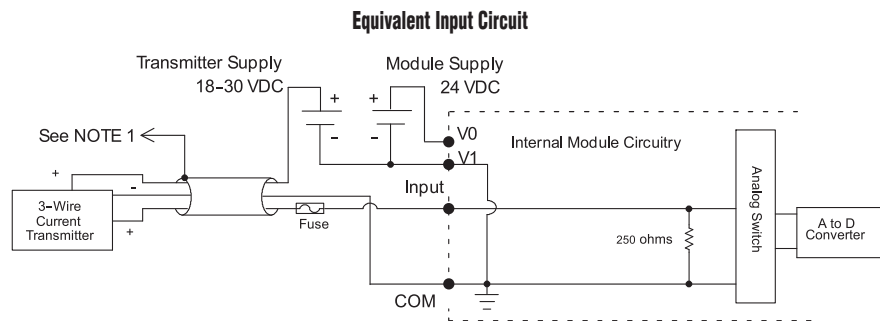 Equivalent Input Circuit
Transmitter Supply
18–30 VDC
Module Supply
24 VDC
+
-
+
-
See NOTE 1
V0
V1
Internal Module Circuitry
Input
+
-
+
3–Wire
Current
Transmitter
Fuse
250 ohms
Analog Switch
A to D
Converter
COM